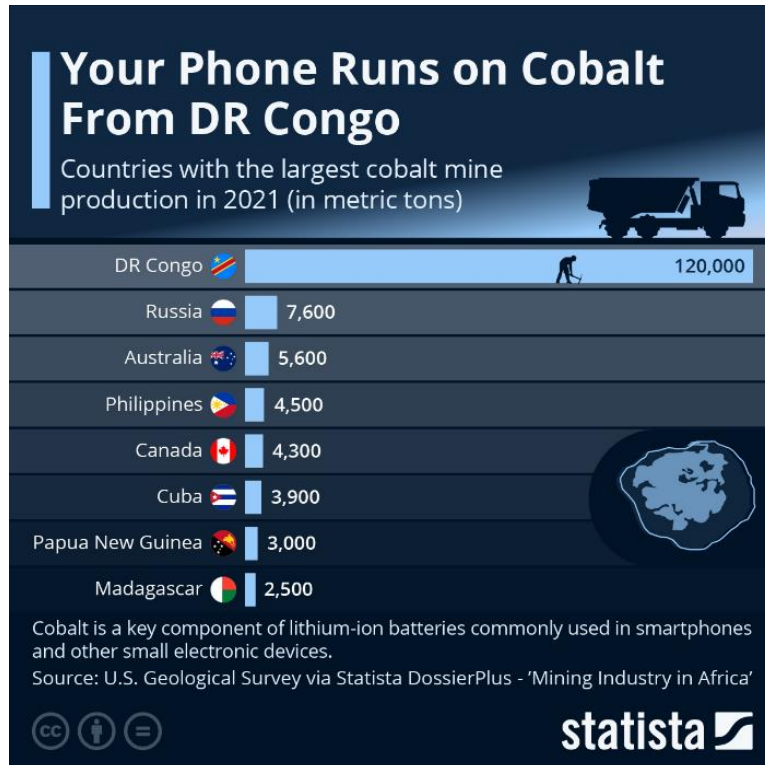 Your Phone Runs on Cobalt
From DR Congo
Countries with the largest cobalt mine
production in 2021 (in metric tons)
DR Congo 120,000
Russia 7,600
Australia 5,600
Philippines 4,500
Canada 4,300
Cuba 3,900
Papua New Guinea 3,000
Madagascar 2,500
Cobalt is a key component of lithium-ion batteries commonly used in smartphones
and other small electronic devices.
Source: U.S. Geological Survey via Statista DossierPlus - ’Mining Industry in Africa’
cc
statista